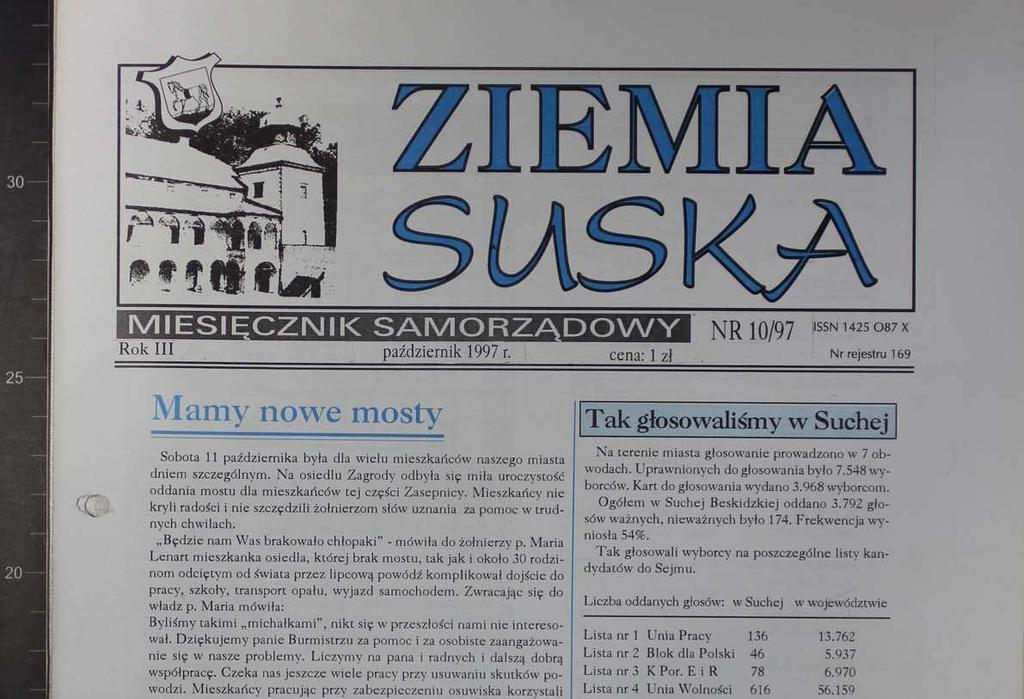 ZIEMIA
SUSKA
MIESIĘCZNIK SAMORZĄDOWY NR 10/97 ISSN 1425 087 X
Rok III październik 1997 r. cena: 1 zł Nr rejestru 169
Mamy nowe mosty
Sobota 11 października była dla wielu mieszkańców naszego miasta
dniem szczególnym. Na osiedlu Zagrody odbyła się miła uroczystość
oddania mostu dla mieszkańców tej części Zasepnicy. Mieszkańcy nie
kryli radości i nie szczędzili żołnierzom słów uznania za pomoc w trud-
nych chwilach.
„Będzie nam Was brakowało chłopaki" - mówiła do żołnierzy p. Maria
Lenart mieszkanka osiedla, której brak mostu, tak jak i około 30 rodzi-
nom odciętym od świata przez lipcową powódź komplikował dojście do
pracy, szkoły, transport opału, wyjazd samochodem. Zwracając się do
władz p. Maria mówiła:
Byliśmy takimi „michałkami", nikt się w przeszłości nami nie intereso-
wał. Dziękujemy panie Burmistrzu za pomoc i za osobiste zaangażowa-
nie się w nasze problemy. Liczymy na pana i radnych i dalszą dobrą
współpracę. Czeka nas jeszcze wiele pracy przy usuwaniu skutków po-
wodzi. Mieszkańcy pracując przy zabezpieczeniu osuwiska korzystali
Tak głosowaliśmy w Suchej
Na terenie miasta głosowanie prowadzono w 7 ob-
wodach. Uprawnionych do głosowania było 7.548 wy-
borców. Kart do głosowania wydano 3.968 wyborcom.
Ogółem w Suchej Beskidzkiej oddano 3.792 gło-
sów ważnych, nieważnych było 174. Frekwencja wy-
niosła 54%.
Tak głosowali wyborcy na poszczególne listy kan-
dydatów do Sejmu.
Liczba oddanych głosów: w Suchej w województwie
Lista nr 1 Unia Pracy 136 13.762
Lista nr 2 Blok dla Polski 46 5.937
Lista nr 3 K Por. E i R 78 6.970
Lista nr 4 Unia Wolności 616 56.159
30
25
20